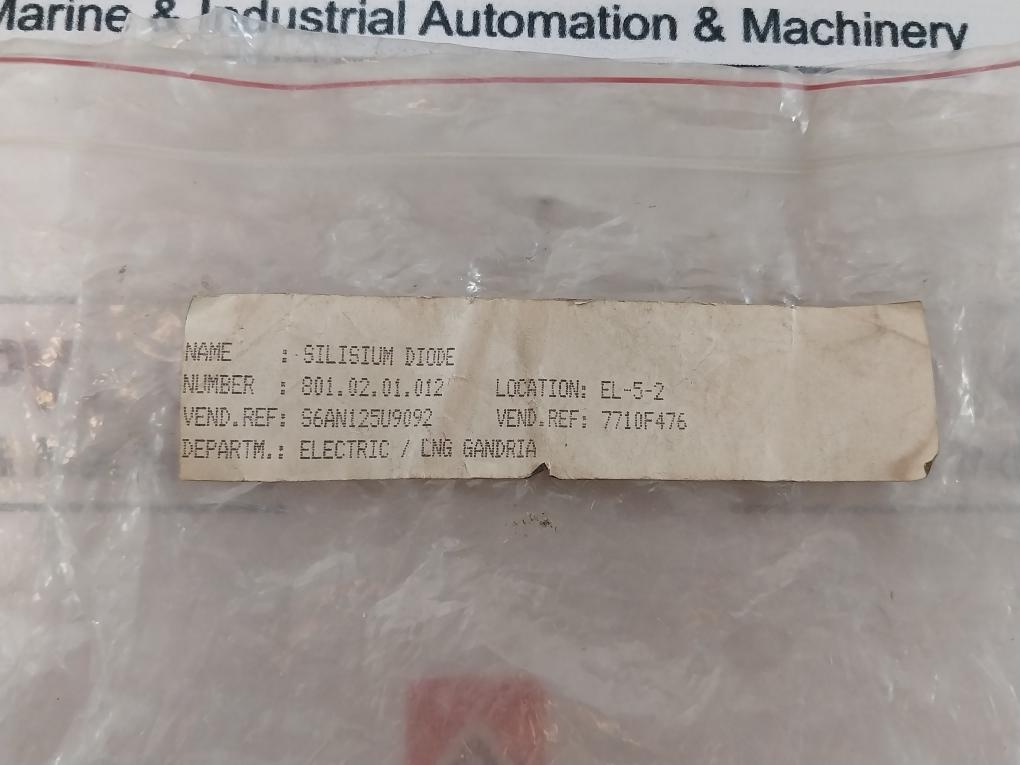 Marine & Industrial Automation & Machinery
NAME : SILISIUM DIODE
NUMBER : 801.02.01.012 LOCATION: EL-5-2
VEND.REF: S6AN125U9092 VEND.REF: 7710F476
DEPARTM.: ELECTRIC / LNG GANDRIA